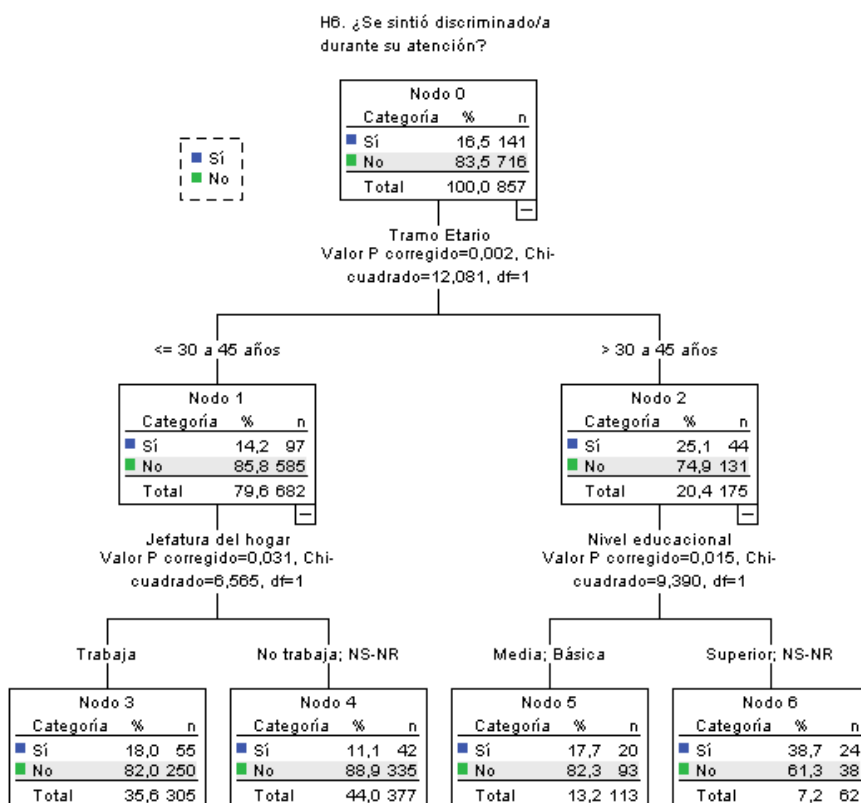 H6. ¿Se sintió discriminado/a
durante su atención?
Nodo 0
Categoría % n
Sí 16,5 141
No 83,5 716
Total 100,0 857
Sí
No
Tramo Etario
Valor P corregido=0,002, Chi-
cuadrado=12,081, df=1
<= 30 a 45 años
> 30 a 45 años
Nodo 1
Categoría % n
Sí 14,2 97
No 85,8 585
Total 79,6 682
Nodo 2
Categoría % n
Sí 25,1 44
No 74,9 131
Total 20,4 175
Jefatura del hogar
Valor P corregido=0,031, Chi-
cuadrado=6,565, df=1
Nivel educacional
Valor P corregido=0,015, Chi-
cuadrado=9,390, df=1
Trabaja
No trabaja; NS-NR
Media; Básica
Superior; NS-NR
Nodo 3
Categoría % n
Sí 18,0 55
No 82,0 250
Total 35,6 305
Nodo 4
Categoría % n
Sí 11,1 42
No 88,9 335
Total 44,0 377
Nodo 5
Categoría % n
Sí 17,7 20
No 82,3 93
Total 13,2 113
Nodo 6
Categoría % n
Sí 38,7 24
No 61,3 38
Total 7,2 62